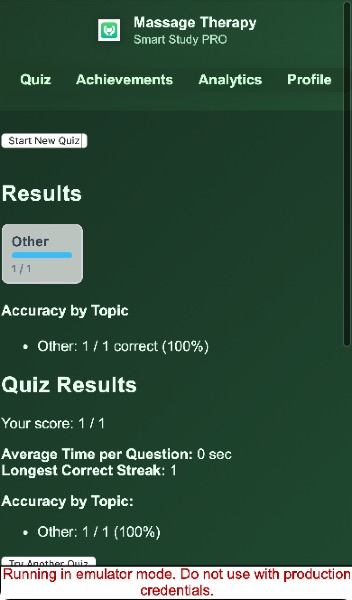 Massage Therapy
Smart Study PRO
Quiz Achievements Analytics Profile
Start New Quiz
Results
Other
1 / 1
Accuracy by Topic
• Other: 1 / 1 correct (100%)
Quiz Results
Your score: 1 / 1
Average Time per Question: 0 sec
Longest Correct Streak: 1
Accuracy by Topic:
• Other: 1 / 1 (100%)
Try Another Quiz
Running in emulator mode. Do not use with production
credentials.